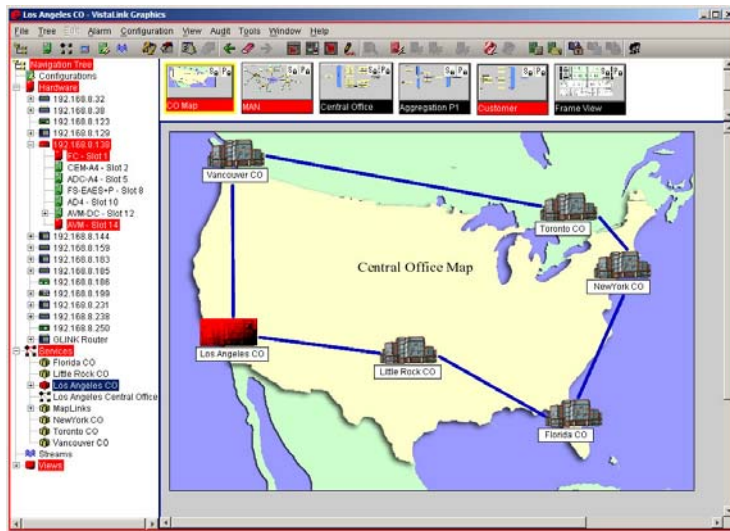 Los Angeles CO - VistaLink Graphics
File Tree Edit Alarm Configuration View Audit Tools Window Help
Navigation Tree
Configurations
Hardware
192.168.8.32
192.168.8.38
192.168.8.123
192.168.8.129
192.168.8.138
FC - Slot 1
CEM-A4 - Slot 2
ADC-A4 - Slot 5
FS-EAES+P - Slot 8
AD4 - Slot 10
AVM-DC - Slot 12
AVM - Slot 14
192.168.8.144
192.168.8.159
192.168.8.183
192.168.8.185
192.168.8.186
192.168.8.199
192.168.8.231
192.168.8.238
192.168.8.250
GLINK Router
Services
Florida CO
Little Rock CO
Los Angeles CO
Los Angeles Central Office
MapLinks
NewYork CO
Toronto CO
Vancouver CO
Streams
Views
CO Map
MAN
Central Office
Aggregation P1
Customer
Frame View
Vancouver CO
Toronto CO
Central Office Map
NewYork CO
Los Angeles CO
Little Rock CO
Florida CO